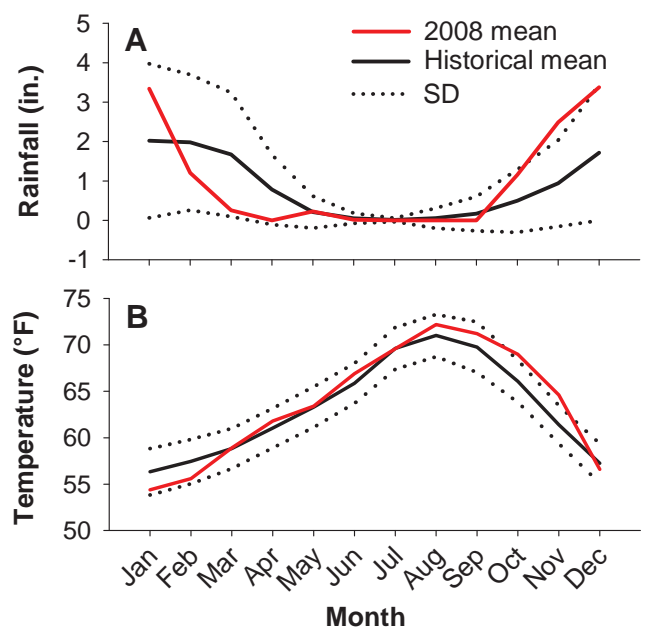 A
2008 mean
Historical mean
SD
Rainfall (in.)
5
4
3
2
1
0
-1
B
Temperature (°F)
75
70
65
60
55
50
Jan Feb Mar Apr May Jun Jul Aug Sep Oct Nov Dec
Month